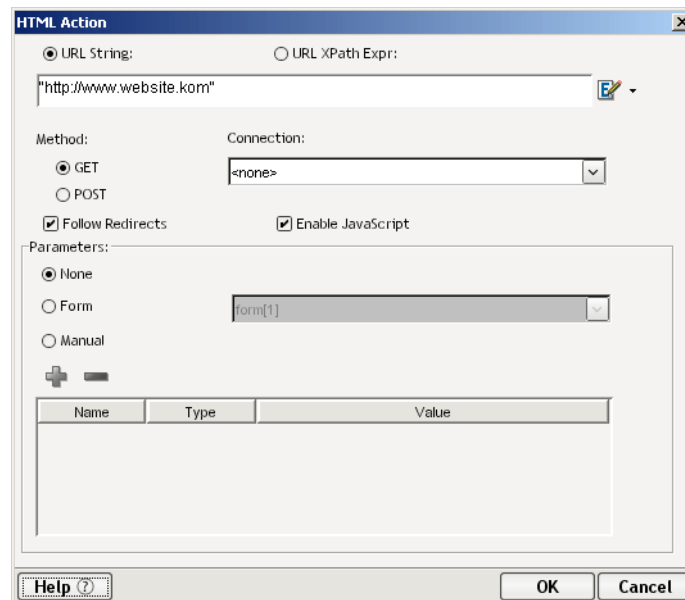 HTML Action
URL String: URL XPath Expr:
"http://www.website.kom"
Method: Connection:
GET <none>
POST
Follow Redirects Enable JavaScript
Parameters:
None
Form form[1]
Manual
Name Type Value
Help ? OK Cancel